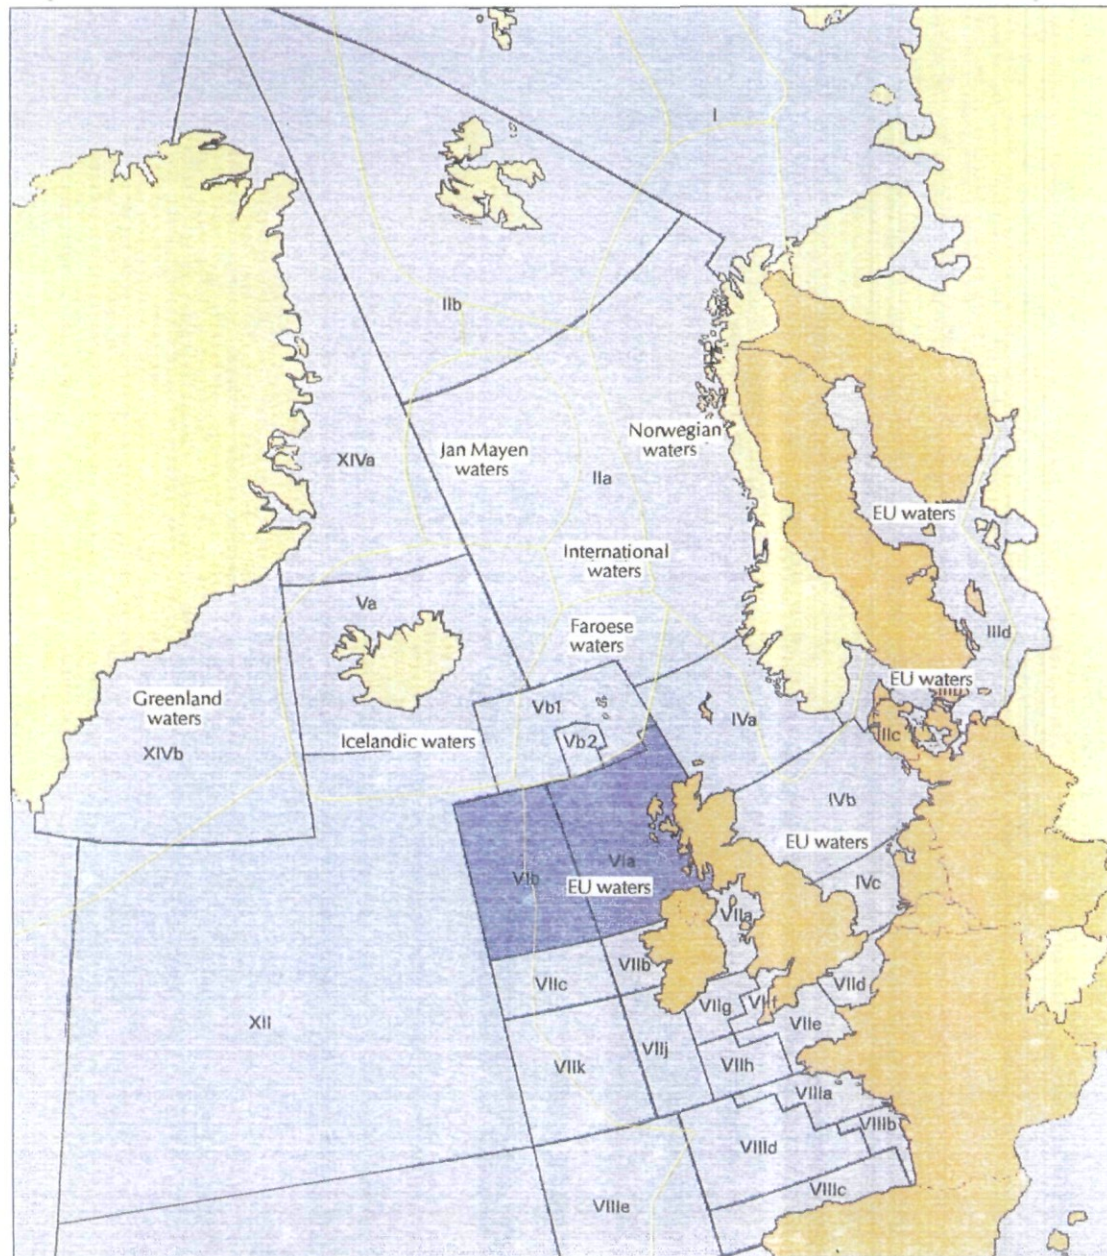 I
IIb
Norwegian
waters
Jan Mayen
waters
XIVa
IIa
EU waters
International
waters
Va
Faroese
waters
IIId
EU waters
Greenland
waters
XIVb
Icelandic waters
Vb1
Vb2
IVa
IVb
EU waters
VIb
VIa
EU waters
IVc
VIIa
VIIb
VIIc
VIId
VIIg
VIIe
XII
VIIj
VIIk
VIIh
VIIIa
VIIIb
VIIId
VIIIc
VIIIe